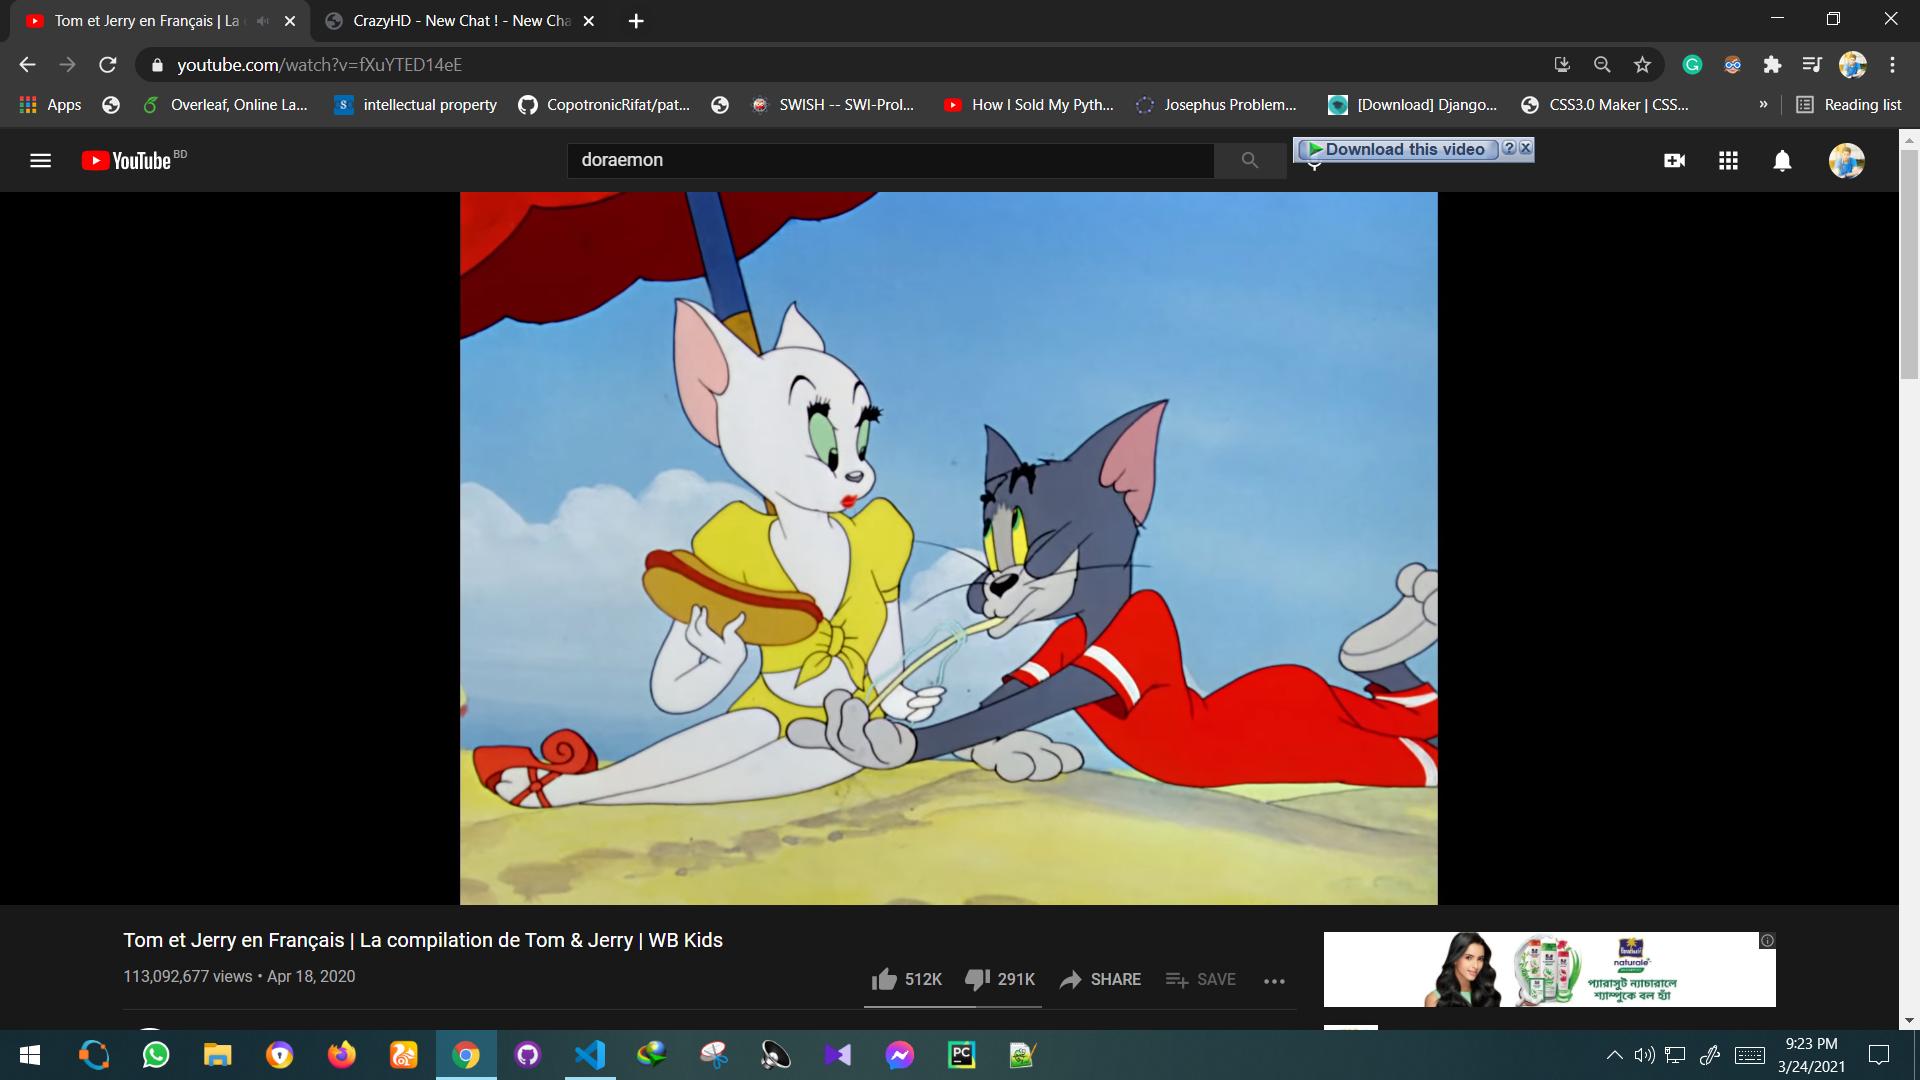 Tom et Jerry en Français | La
CrazyHD - New Chat ! - New Cha
youtube.com/watch?v=fXuYTED14eE
Apps
Overleaf, Online La...
intellectual property
CopotronicRifat/pat...
SWISH -- SWI-Prol...
How I Sold My Pyth...
Josephus Problem...
[Download] Django...
CSS3.0 Maker | CSS...
»
Reading list
YouTube BD
doraemon
Download this video
Tom et Jerry en Français | La compilation de Tom & Jerry | WB Kids
113,092,677 views • Apr 18, 2020
512K
291K
SHARE
SAVE
naturale
প্যারাসুট ন্যাচারালে
শ্যাম্পুকে বল হ্যাঁ
PC
9:23 PM
3/24/2021